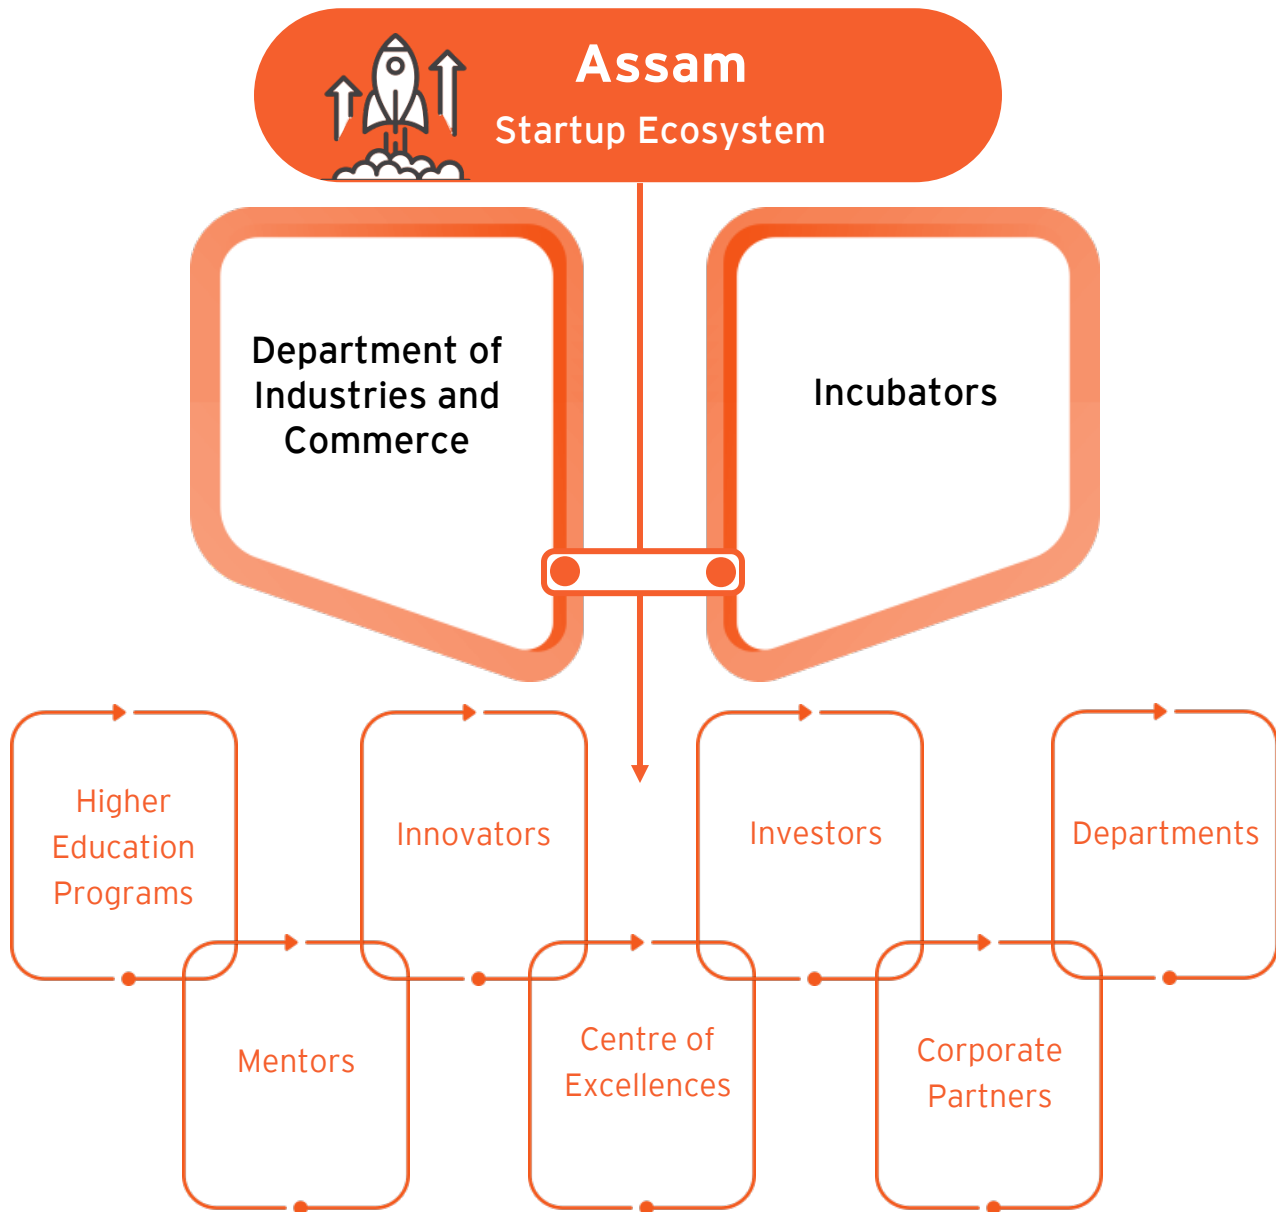 Assam
Startup Ecosystem
Department of
Industries and
Commerce
Incubators
Higher
Education
Programs
Innovators
Investors
Departments
Mentors
Centre of
Excellences
Corporate
Partners